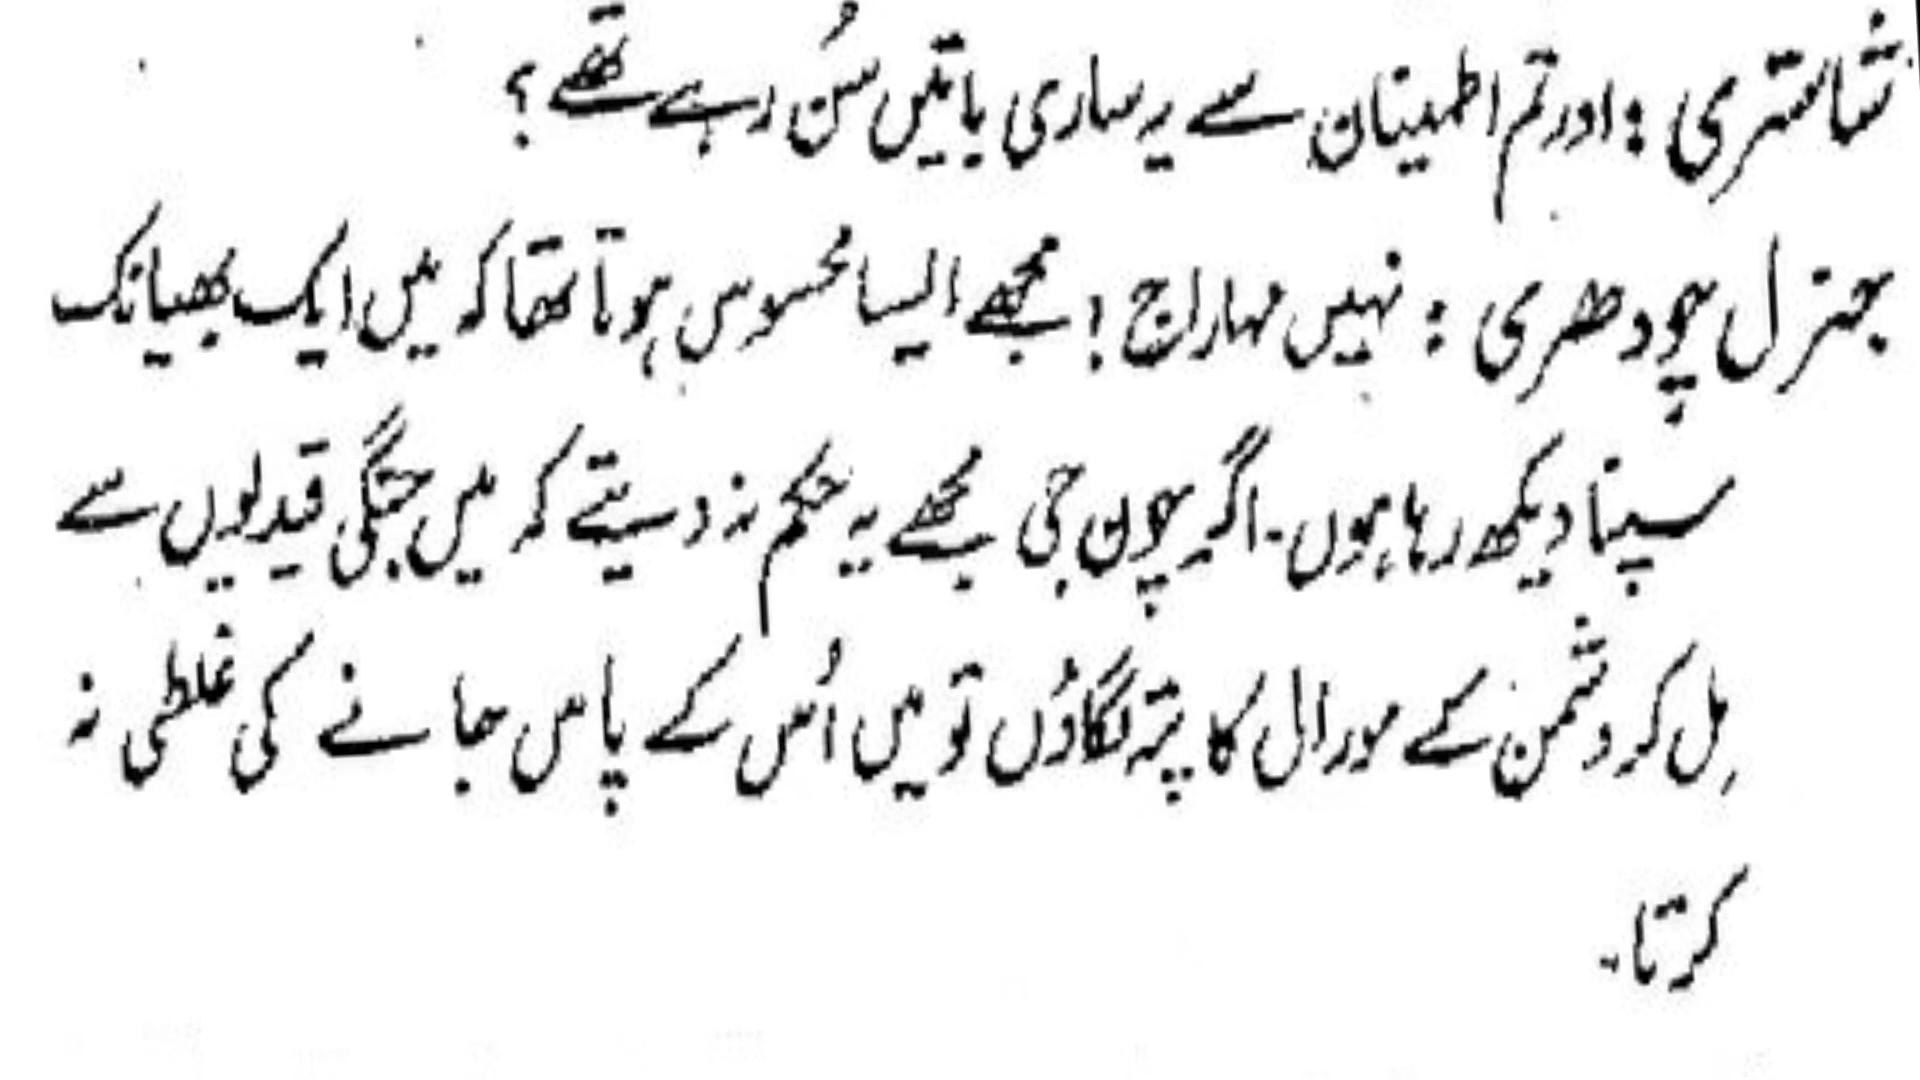 شاستری : اور تم اطمینان سے یہ ساری باتیں سُن رہے تھے ؟
جنرل چودھری : نہیں مہاراج ! مجھے ایسا محسوس ہوتا تھا کہ میں ایک بھیانک
سپنا دیکھ رہا ہوں ۔ اگر چون جی مجھے یہ حکم نہ دیتے کہ میں جنگی قیدیوں سے
مِل کر دشمن کے مورال کا پتہ لگاؤں تو میں اُس کے پاس جانے کی غلطی نہ
کرتا ۔